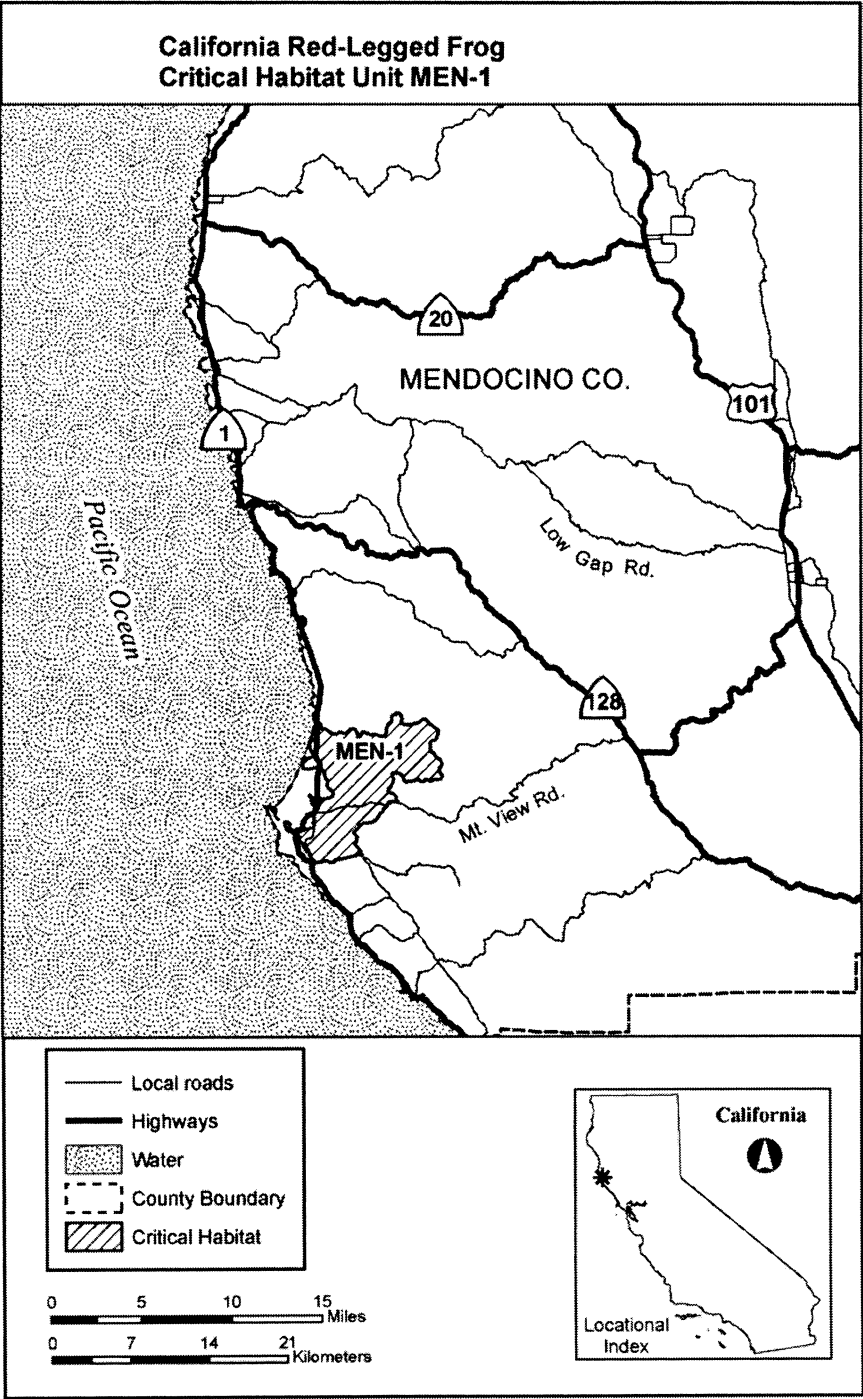 California Red-Legged Frog
Critical Habitat Unit MEN-1
20
MENDOCINO CO.
101
1
Pacific Ocean
Low Gap Rd.
128
MEN-1
Mt. View Rd.
Local roads
Highways
Water
County Boundary
Critical Habitat
0 5 10 15
Miles
0 7 14 21
Kilometers
California
Locational
Index